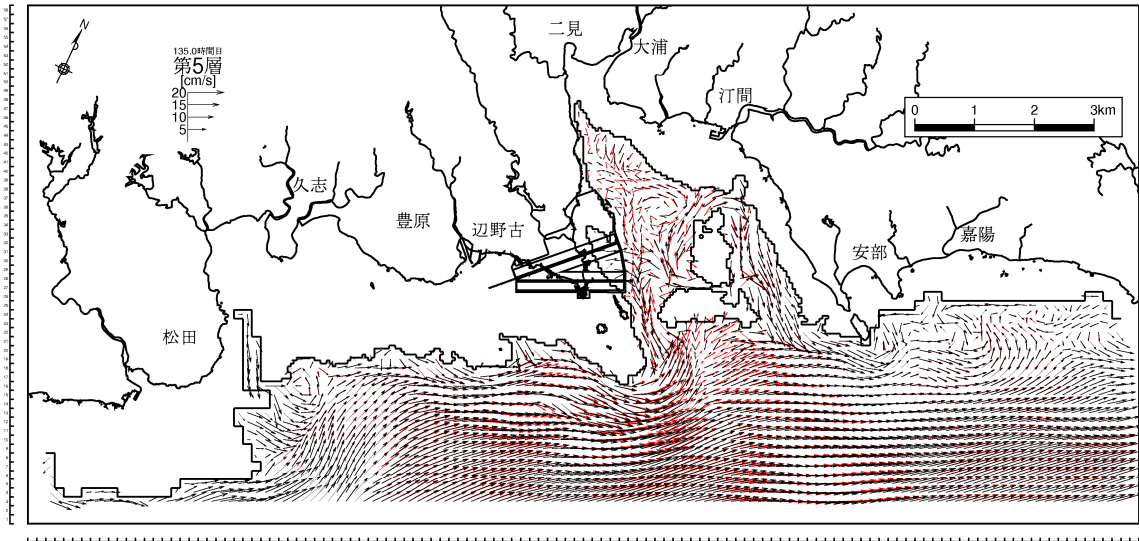 N
135.0時間目
第5層
[cm/s]
20
15
10
5
二見
大浦
汀間
0 1 2 3km
久志
豊原
辺野古
安部
嘉陽
松田